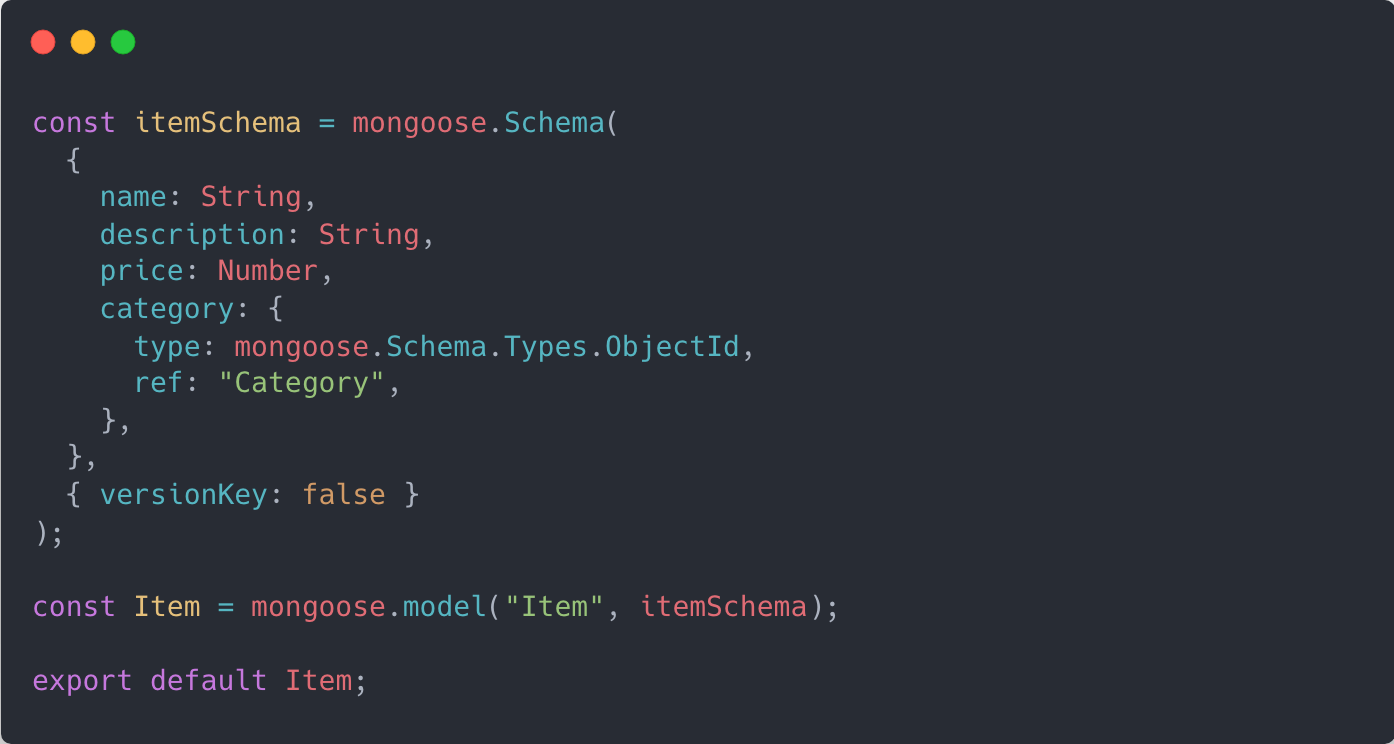 const itemSchema = mongoose.Schema(
  {
    name: String,
    description: String,
    price: Number,
    category: {
      type: mongoose.Schema.Types.ObjectId,
      ref: "Category",
    },
  },
  { versionKey: false }
);

const Item = mongoose.model("Item", itemSchema);

export default Item;